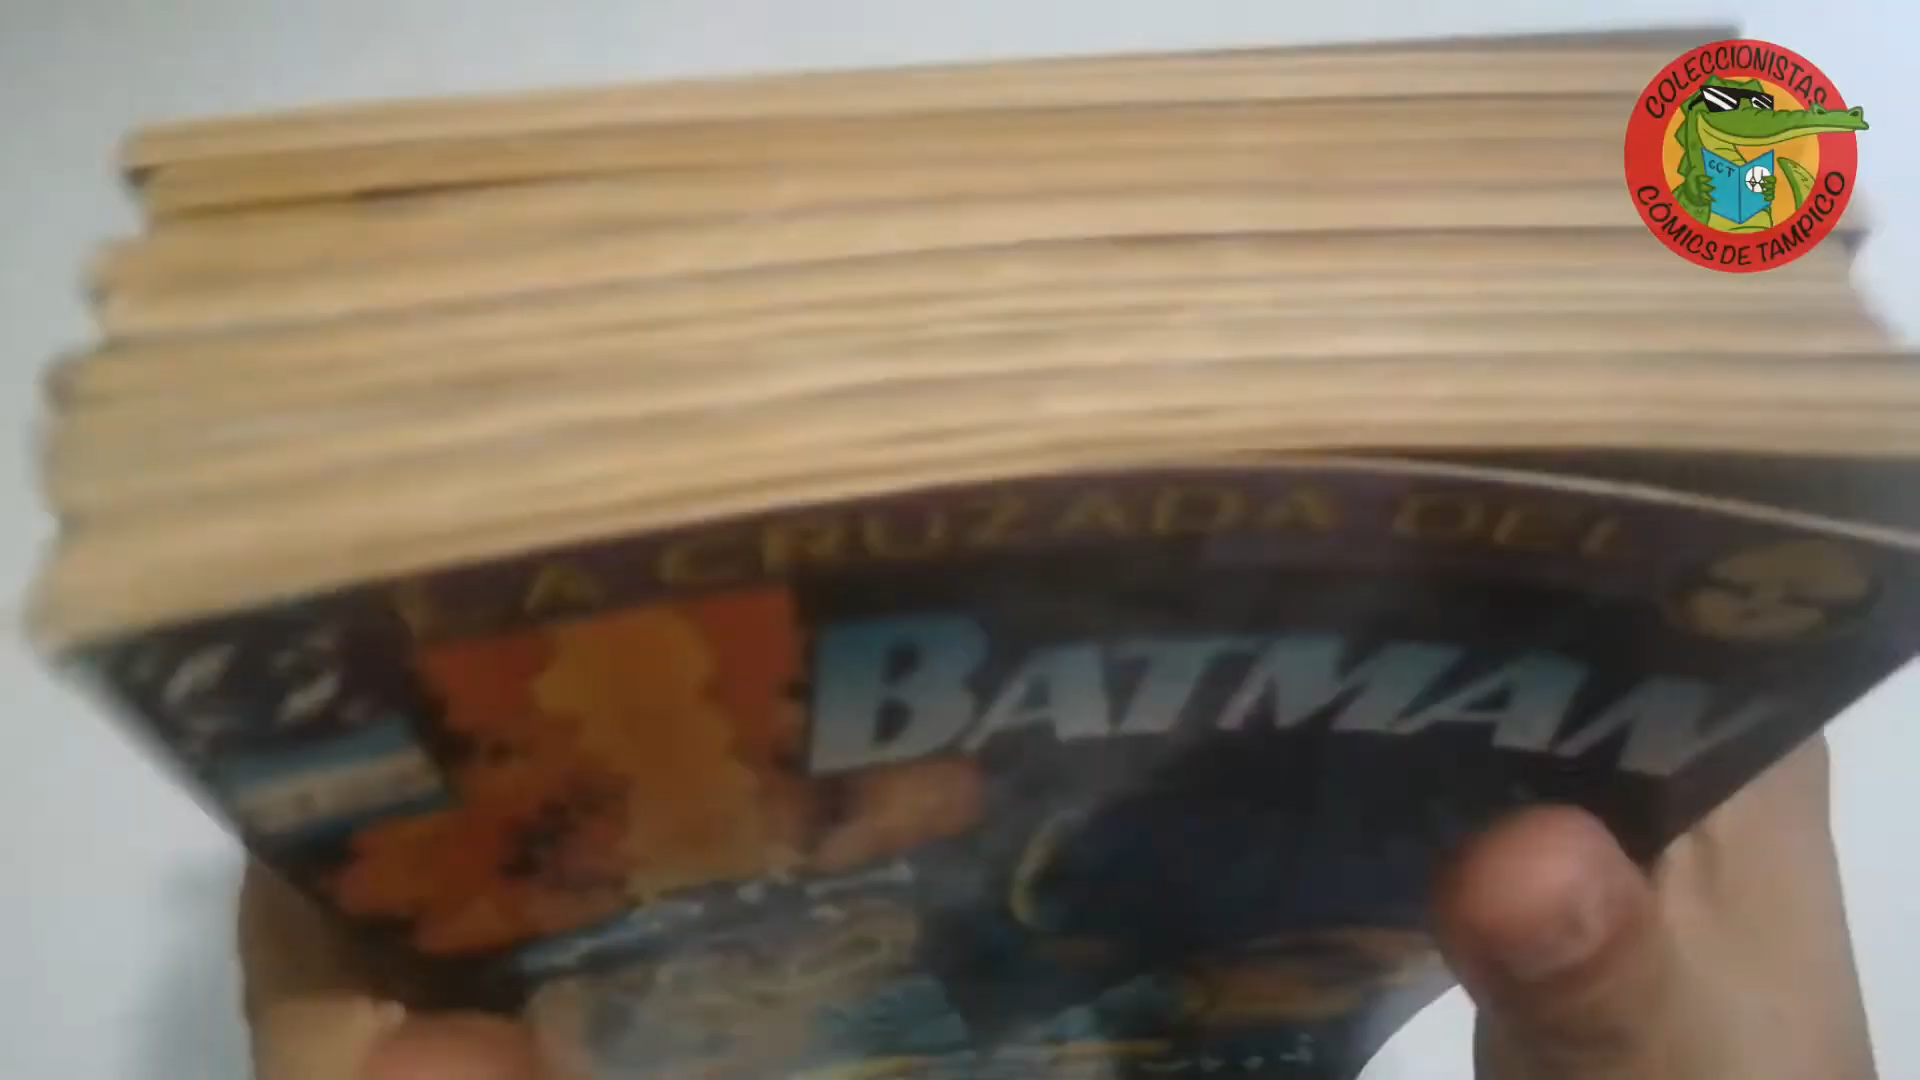 COLECCIONISTAS
CCT
CÓMICS DE TAMPICO
LA CRUZADA DEL
BATMAN